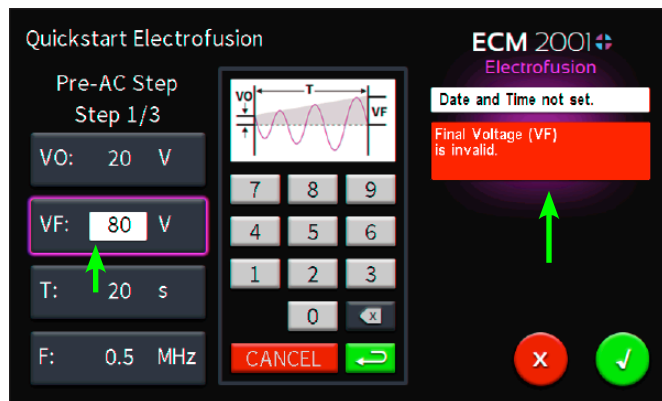 Quickstart Electrofusion
ECM 2001
Electrofusion
Pre-AC Step
Step 1/3
VO: 20 V
VF: 80 V
T: 20 s
F: 0.5 MHz
VO
T
VF
7 8 9
4 5 6
1 2 3
0 x
CANCEL
Date and Time not set.
Final Voltage (VF)
is invalid.
X